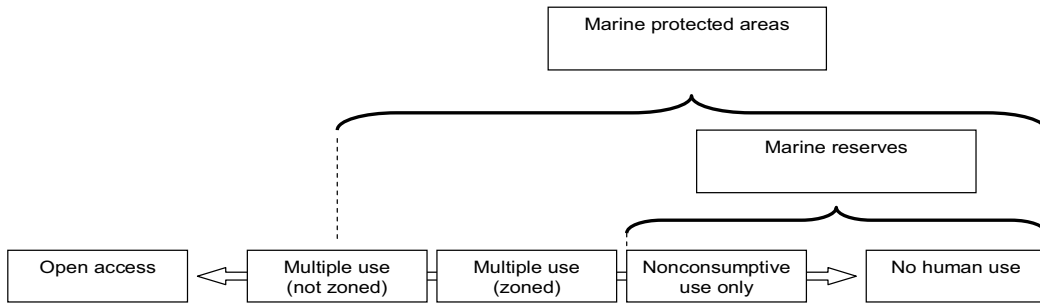 Marine protected areas
Marine reserves
Open access
Multiple use
(not zoned)
Multiple use
(zoned)
Nonconsumptive
use only
No human use